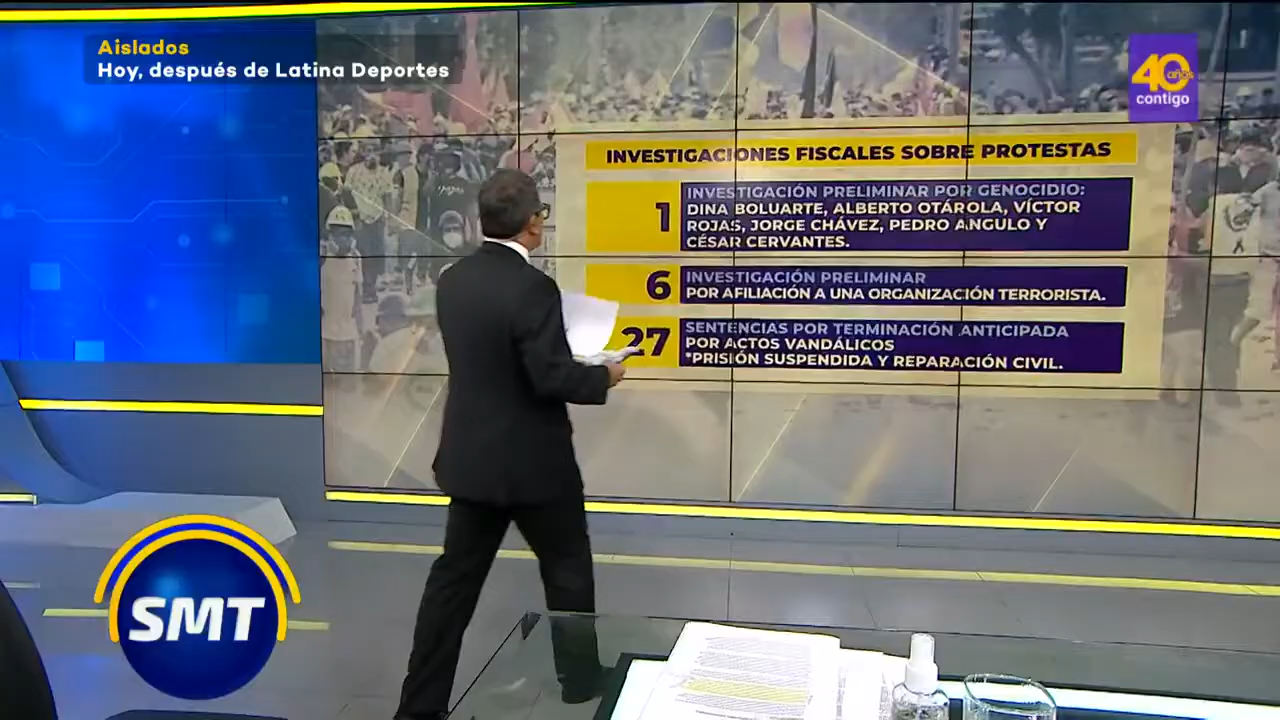 Aislados
Hoy, después de Latina Deportes
40
años
contigo
INVESTIGACIONES FISCALES SOBRE PROTESTAS
1
INVESTIGACIÓN PRELIMINAR POR GENOCIDIO:
DINA BOLUARTE, ALBERTO OTÁROLA, VÍCTOR
ROJAS, JORGE CHÁVEZ, PEDRO ANGULO Y
CÉSAR CERVANTES.
6
INVESTIGACIÓN PRELIMINAR
POR AFILIACIÓN A UNA ORGANIZACIÓN TERRORISTA.
27
SENTENCIAS POR TERMINACIÓN ANTICIPADA
POR ACTOS VANDÁLICOS
*PRISIÓN SUSPENDIDA Y REPARACIÓN CIVIL.
SMT